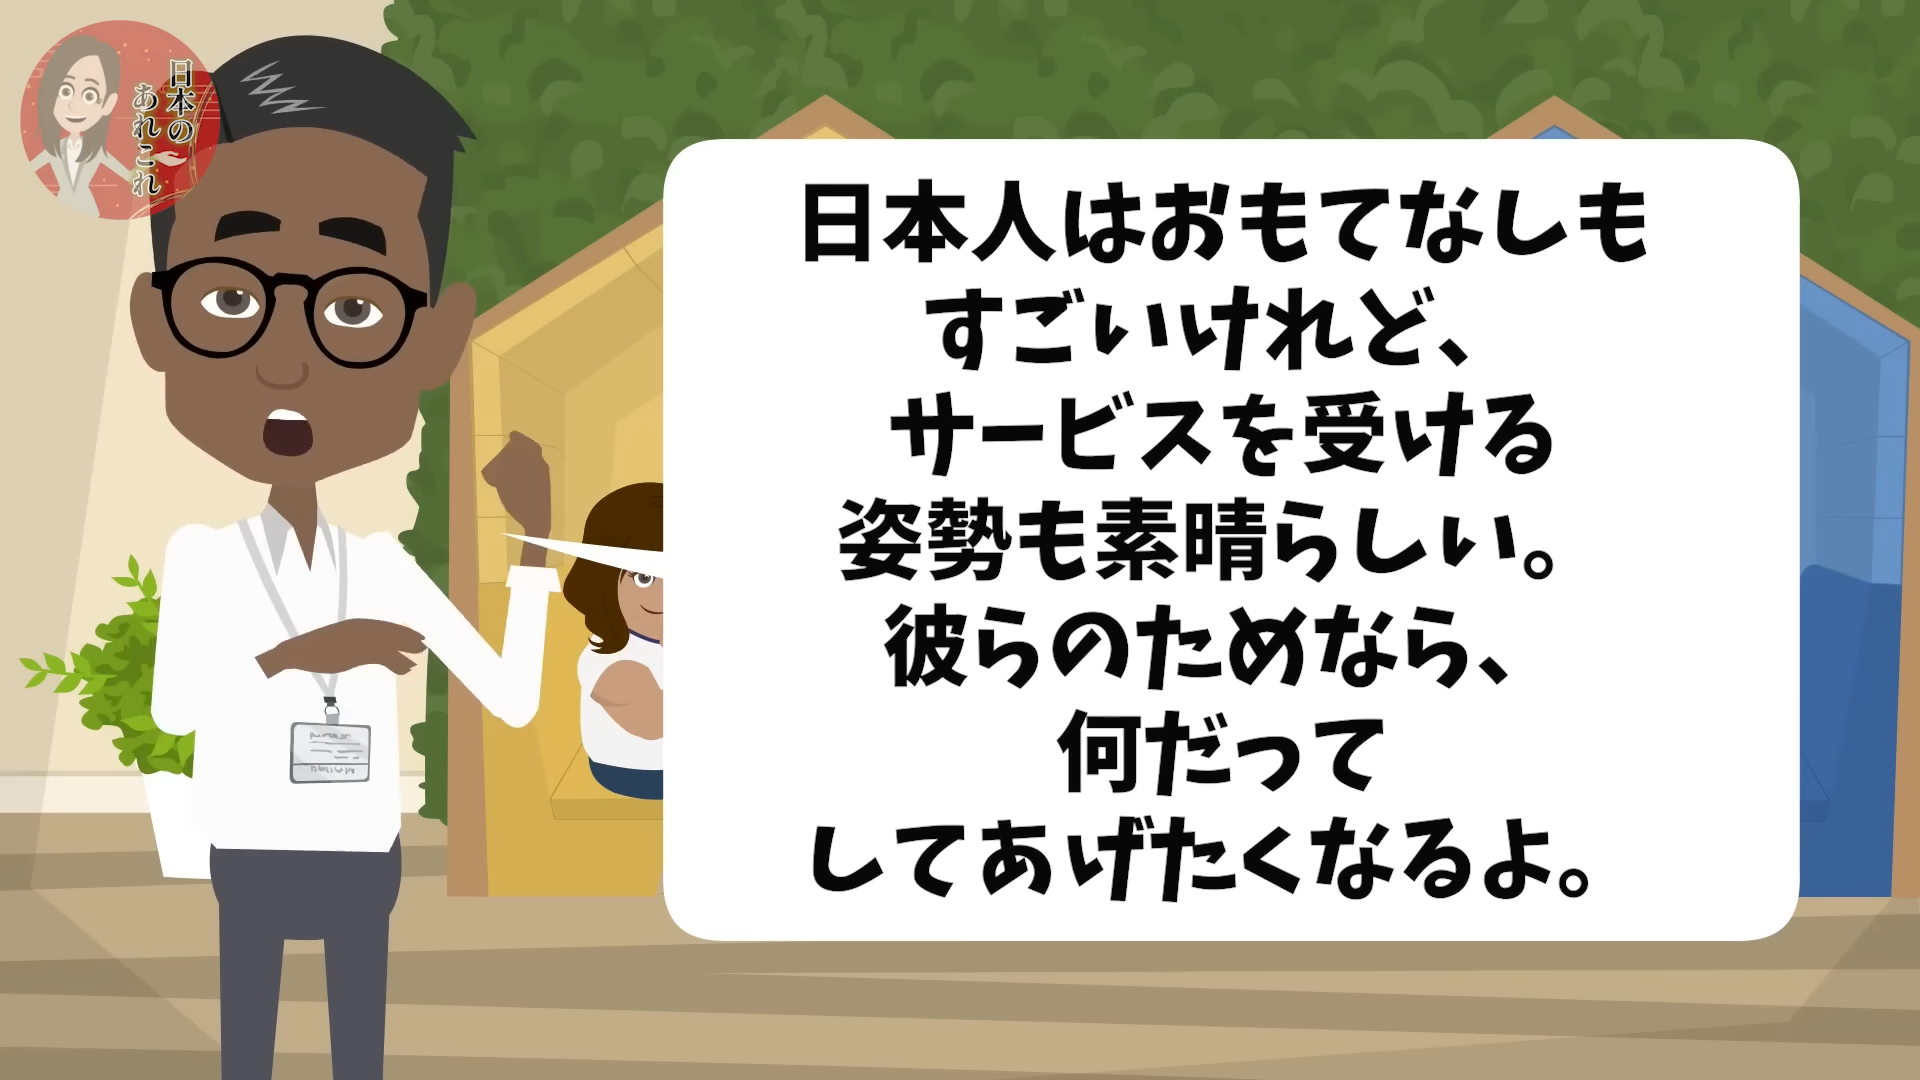 日本の
あれこれ
日本人はおもてなしも
すごいけれど、
サービスを受ける
姿勢も素晴らしい。
彼らのためなら、
何だって
してあげたくなるよ。